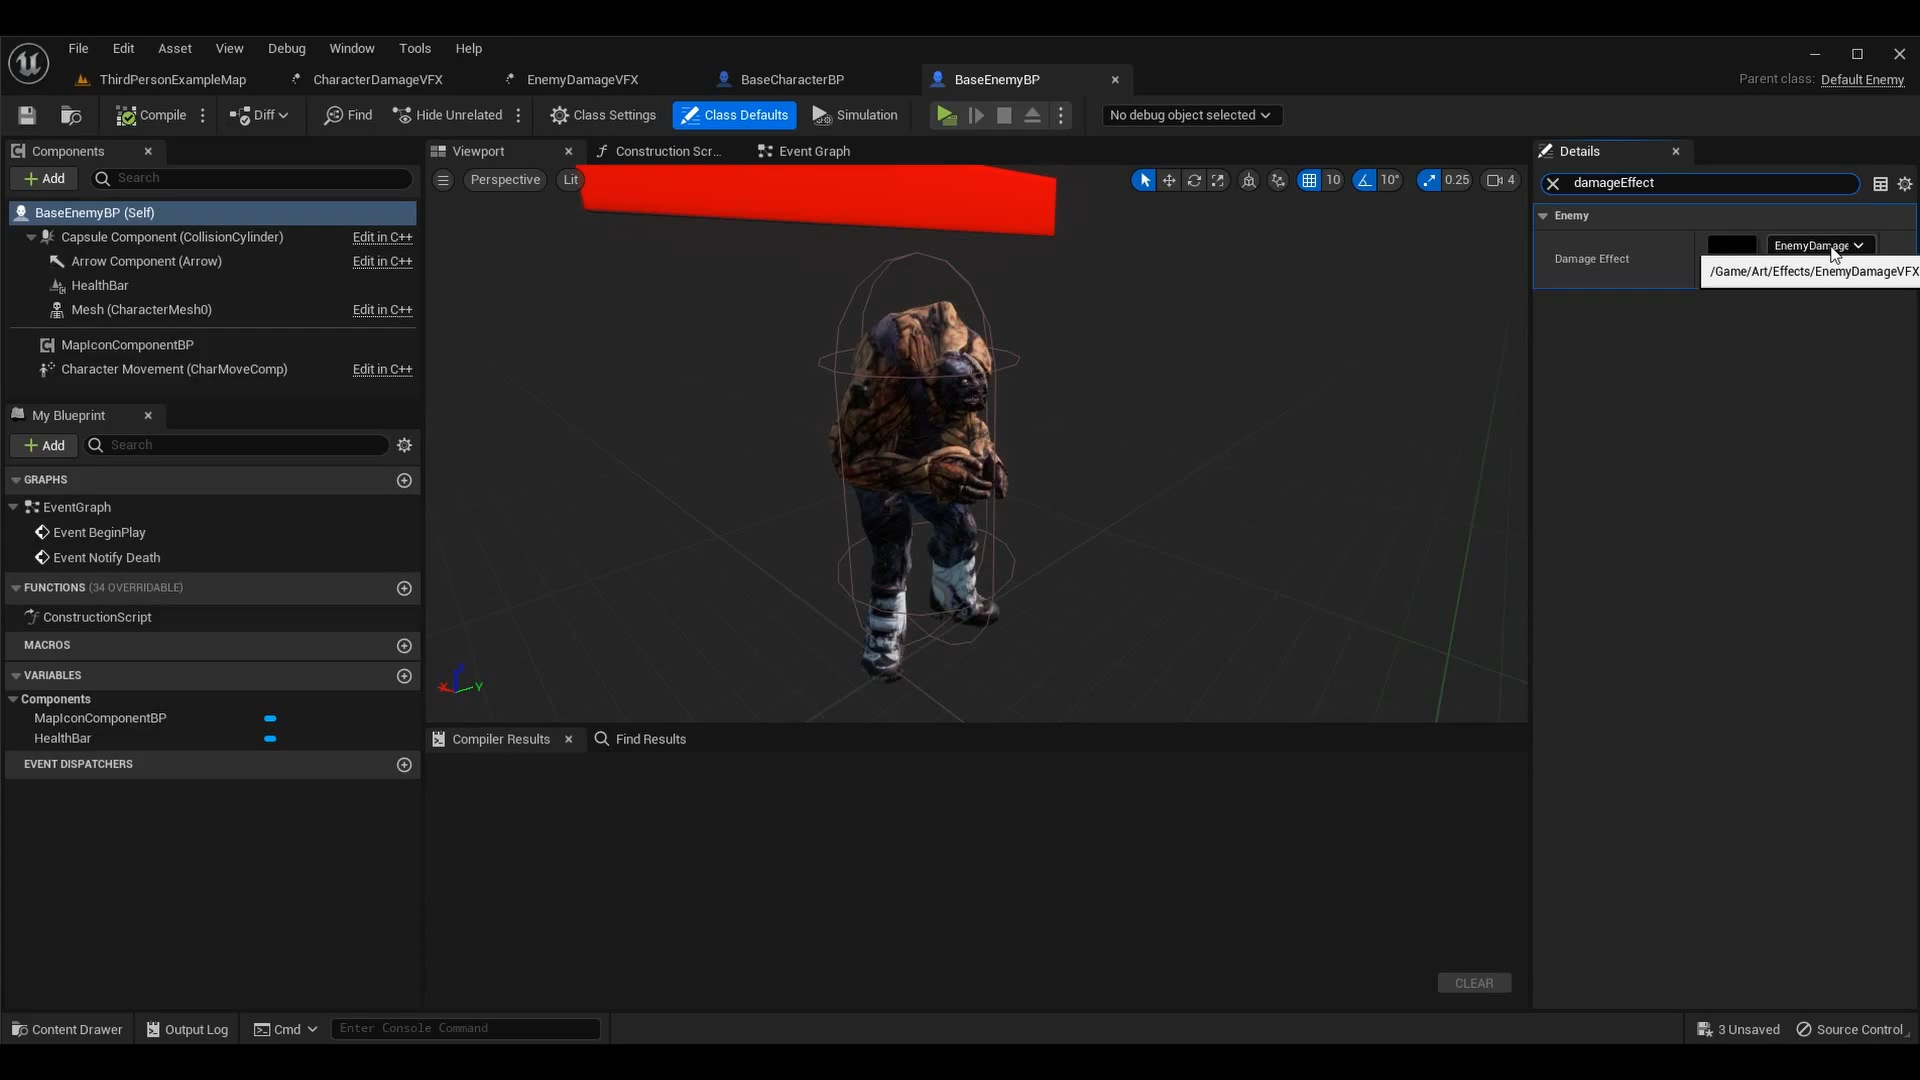 File Edit Asset View Debug Window Tools Help
ThirdPersonExampleMap CharacterDamageVFX EnemyDamageVFX BaseCharacterBP BaseEnemyBP
Parent class: Default Enemy
Compile Diff Find Hide Unrelated Class Settings Class Defaults Simulation No debug object selected
Components
Add Search
BaseEnemyBP (Self)
Capsule Component (CollisionCylinder) Edit in C++
Arrow Component (Arrow) Edit in C++
HealthBar
Mesh (CharacterMesh0) Edit in C++
MapIconComponentBP
Character Movement (CharMoveComp) Edit in C++
My Blueprint
Add Search
GRAPHS
EventGraph
Event BeginPlay
Event Notify Death
FUNCTIONS (34 OVERRIDABLE)
ConstructionScript
MACROS
VARIABLES
Components
MapIconComponentBP
HealthBar
EVENT DISPATCHERS
Viewport Construction Scr... Event Graph
Perspective Lit 10 10° 0.25 4
X Y
Compiler Results Find Results
CLEAR
Details
damageEffect
Enemy
Damage Effect EnemyDamage
/Game/Art/Effects/EnemyDamageVFX
Content Drawer Output Log Cmd Enter Console Command 3 Unsaved Source Control